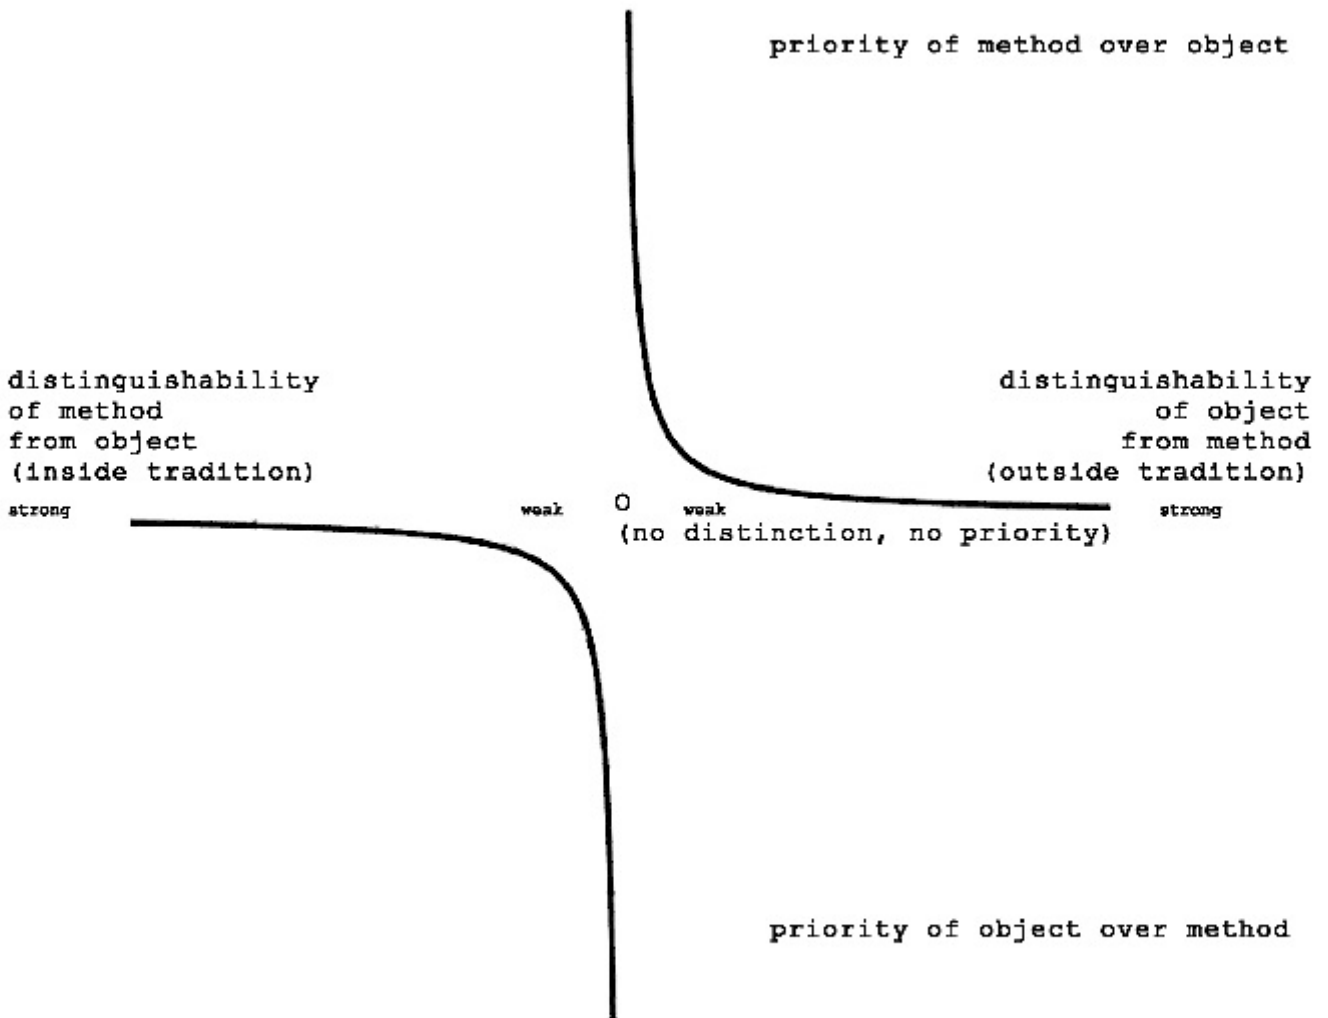 priority of method over object
distinguishability
of method
from object
(inside tradition)
distinguishability
of object
from method
(outside tradition)
strong
weak
O
weak
strong
(no distinction, no priority)
priority of object over method